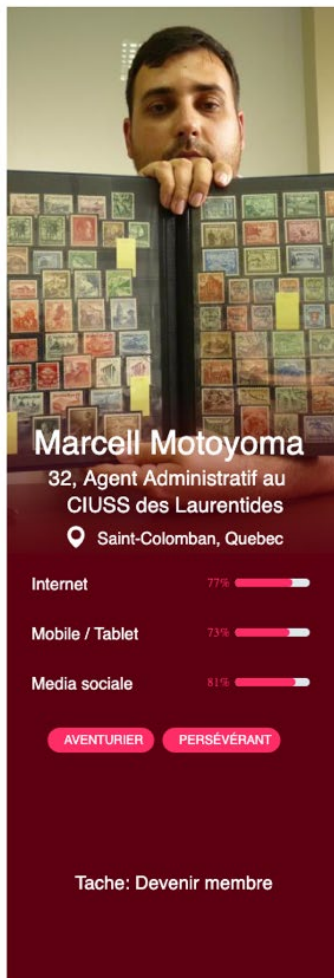 Marcell Motoyoma
32, Agent Administratif au
CIUSS des Laurentides
Saint-Colomban, Quebec
Internet 77%
Mobile / Tablet 73%
Media sociale 81%
AVENTURIER PERSÉVÉRANT
Tache: Devenir membre